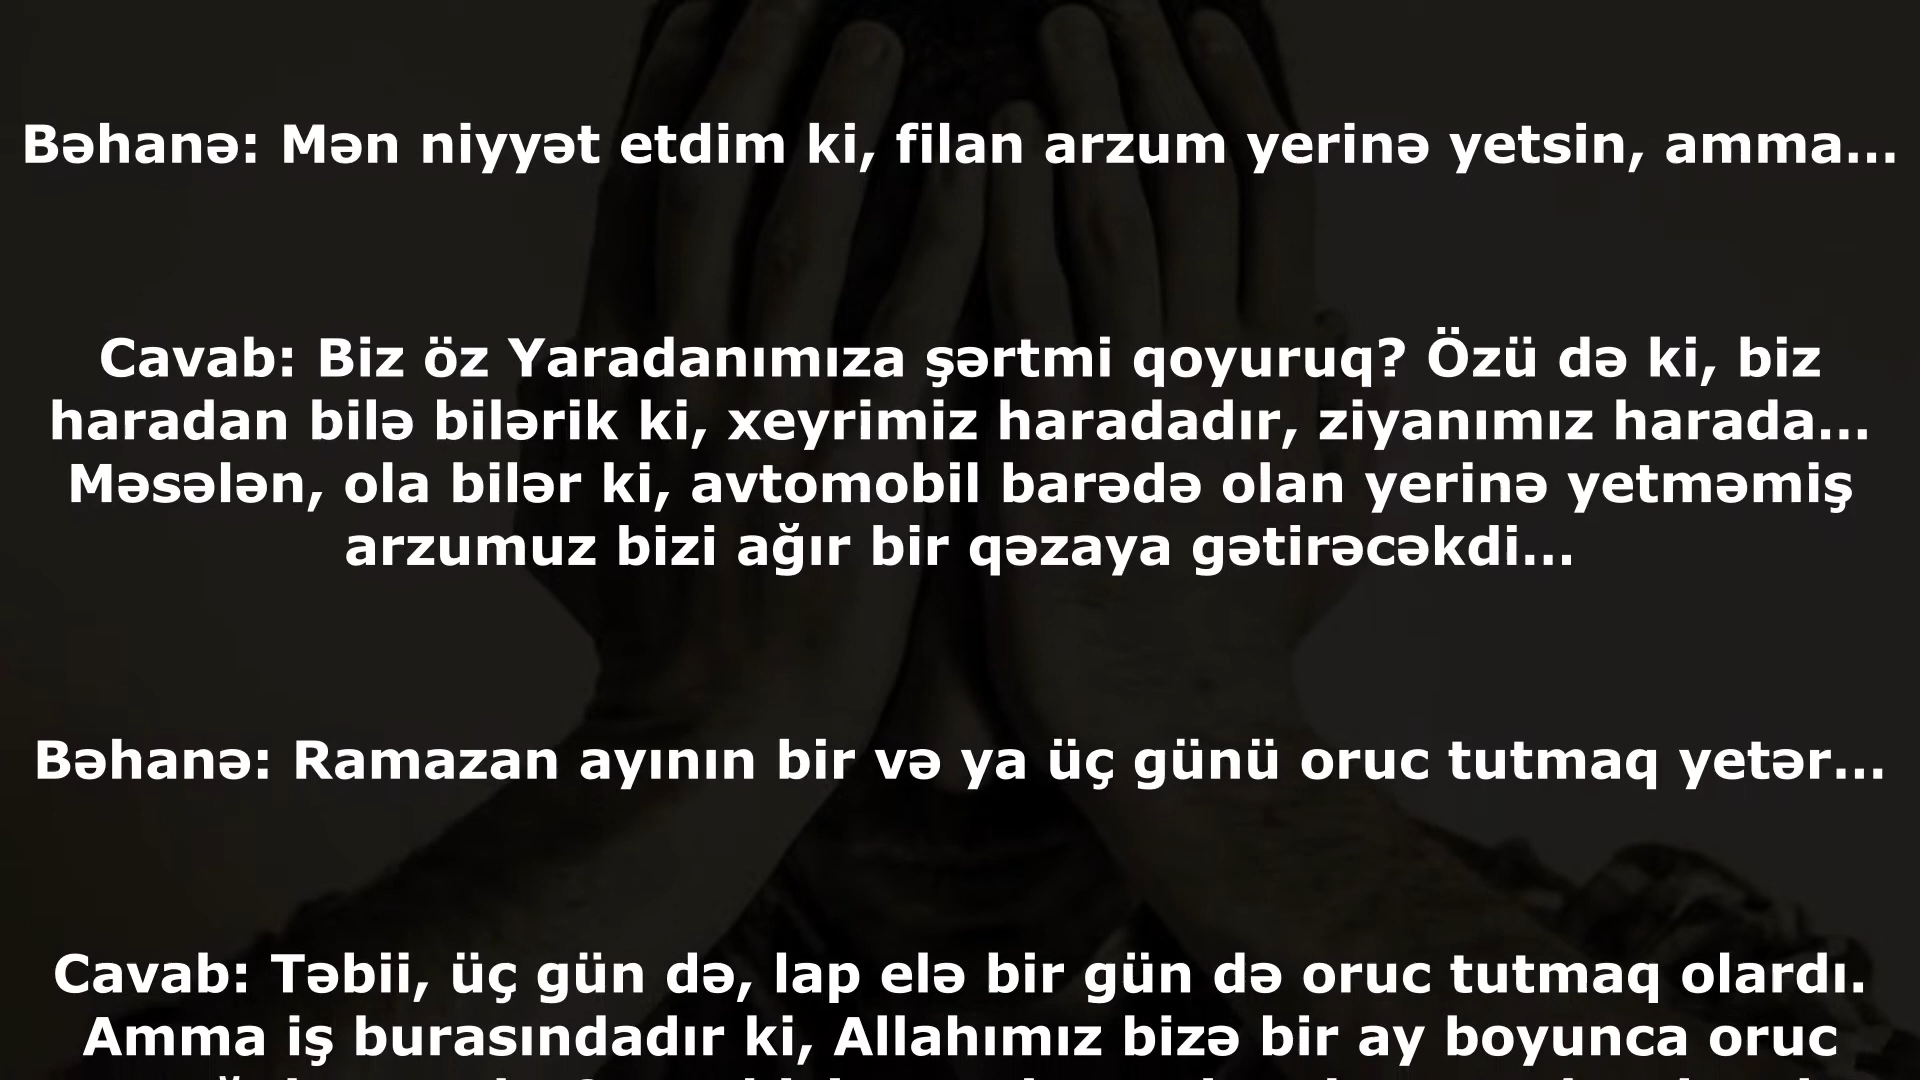 Bəhanə: Mən niyyət etdim ki, filan arzum yerinə yetsin, amma...
Cavab: Biz öz Yaradanımıza şərtmi qoyuruq? Özü də ki, biz
haradan bilə bilərik ki, xeyrimiz haradadır, ziyanımız harada...
Məsələn, ola bilər ki, avtomobil barədə olan yerinə yetməmiş
arzumuz bizi ağır bir qəzaya gətirəcəkdi...
Bəhanə: Ramazan ayının bir və ya üç günü oruc tutmaq yetər...
Cavab: Təbii, üç gün də, lap elə bir gün də oruc tutmaq olardı.
Amma iş burasındadır ki, Allahımız bizə bir ay boyunca oruc